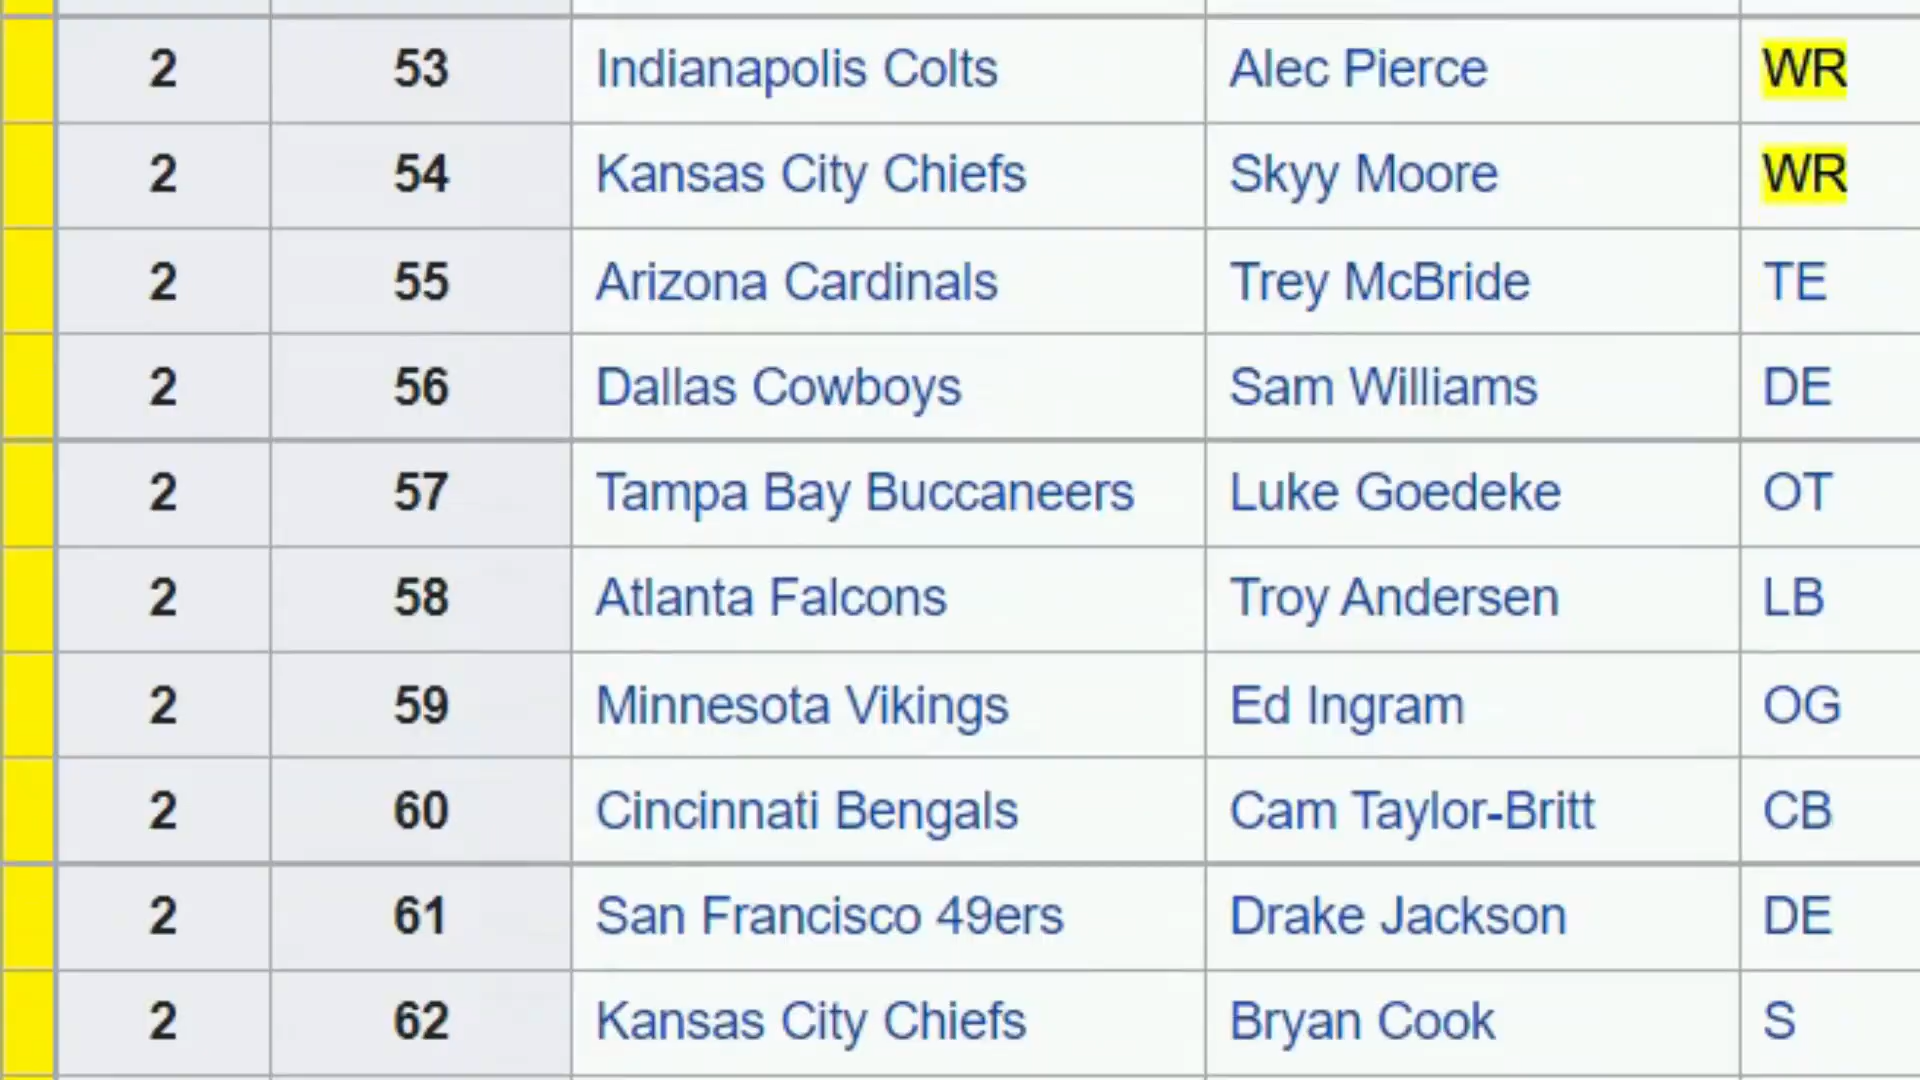 2 53 Indianapolis Colts Alec Pierce WR
2 54 Kansas City Chiefs Skyy Moore WR
2 55 Arizona Cardinals Trey McBride TE
2 56 Dallas Cowboys Sam Williams DE
2 57 Tampa Bay Buccaneers Luke Goedeke OT
2 58 Atlanta Falcons Troy Andersen LB
2 59 Minnesota Vikings Ed Ingram OG
2 60 Cincinnati Bengals Cam Taylor-Britt CB
2 61 San Francisco 49ers Drake Jackson DE
2 62 Kansas City Chiefs Bryan Cook S